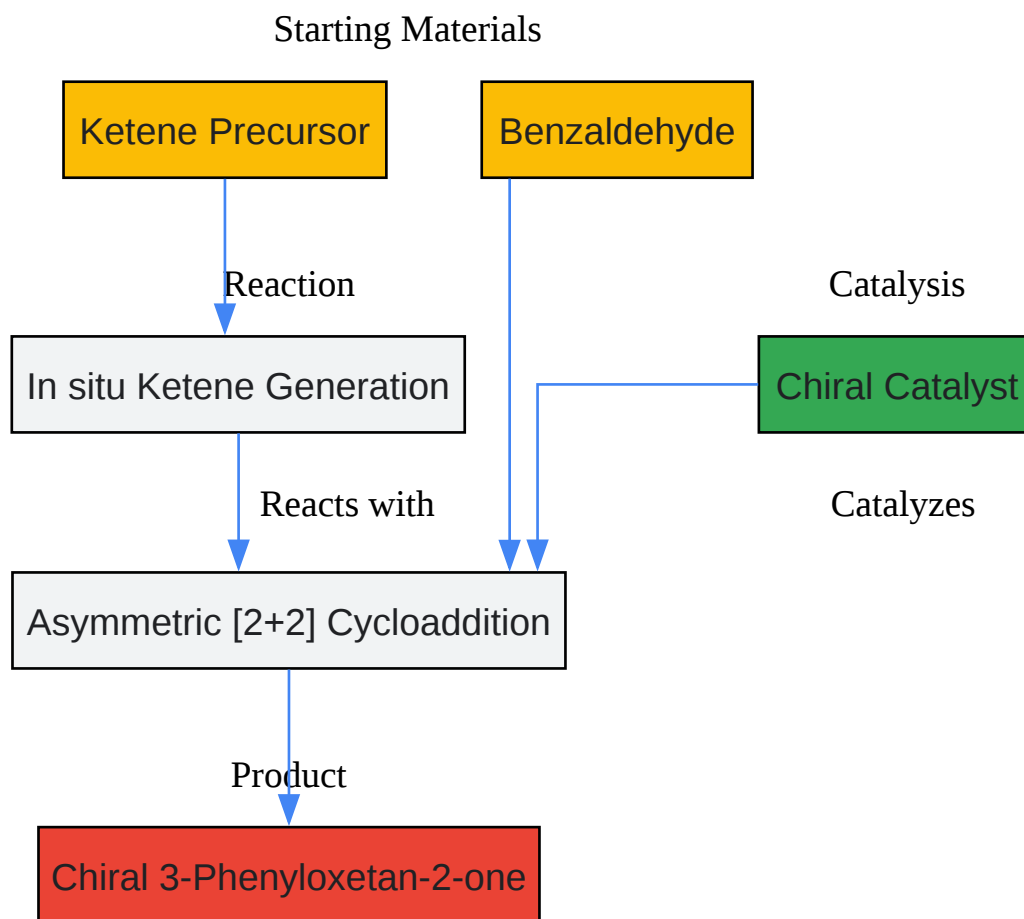 Starting Materials
Ketene Precursor
Benzaldehyde
Reaction
Catalysis
In situ Ketene Generation
Chiral Catalyst
Reacts with
Catalyzes
Asymmetric [2+2] Cycloaddition
Product
Chiral 3-Phenyloxetan-2-one